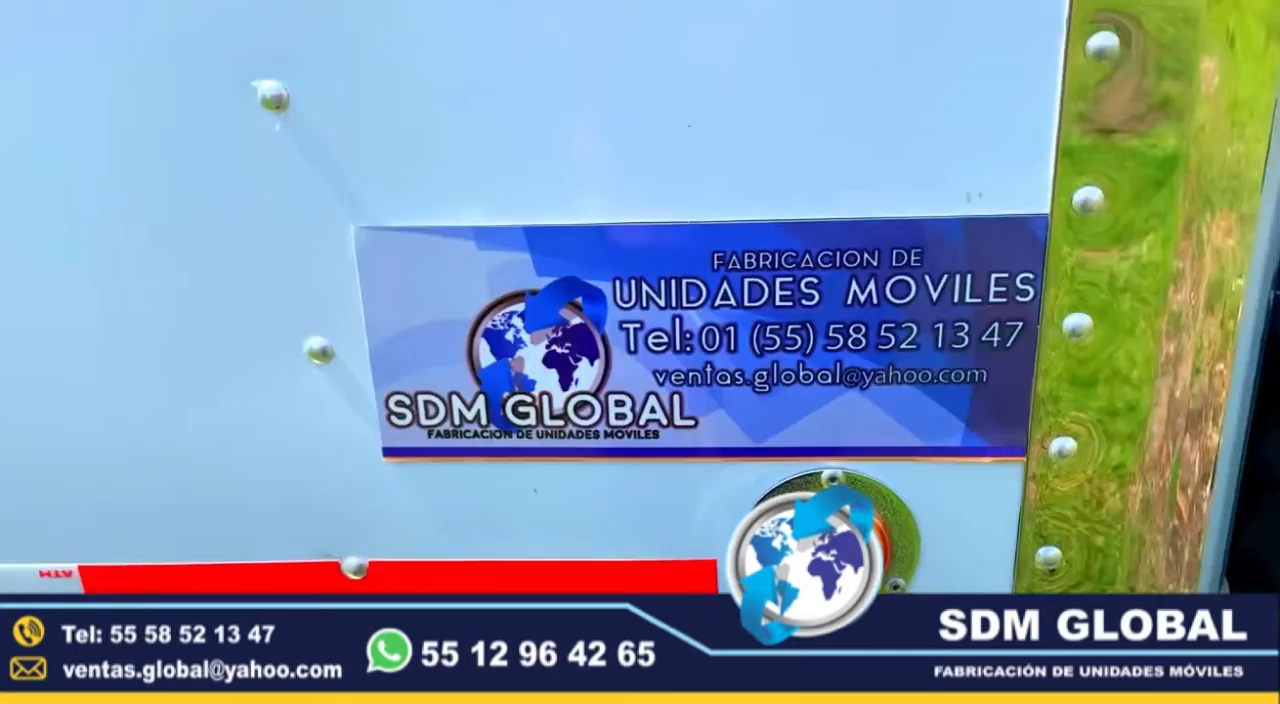 FABRICACION DE
UNIDADES MOVILES
Tel: 01 (55) 58 52 13 47
ventas.global@yahoo.com
SDM GLOBAL
FABRICACION DE UNIDADES MOVILES
ATM
Tel: 55 58 52 13 47
ventas.global@yahoo.com
55 12 96 42 65
SDM GLOBAL
FABRICACIÓN DE UNIDADES MÓVILES